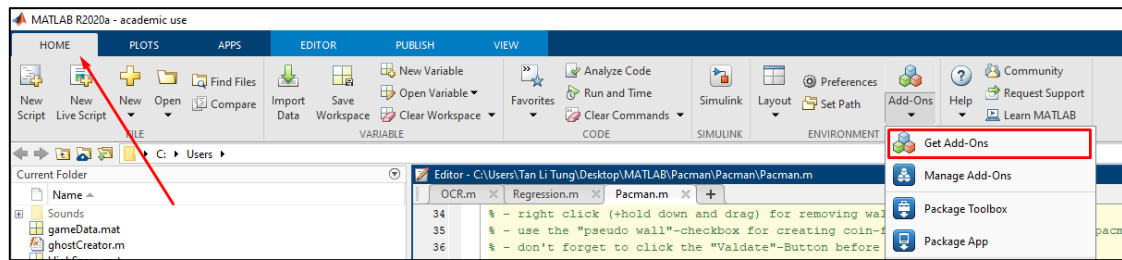 MATLAB R2020a - academic use
HOME PLOTS APPS EDITOR PUBLISH VIEW
New Script
New Live Script
New
Open
Find Files
Compare
Import Data
Save Workspace
New Variable
Open Variable
Clear Workspace
Favorites
Analyze Code
Run and Time
Clear Commands
Simulink
Layout
Preferences
Set Path
Add-Ons
Help
Community
Request Support
Learn MATLAB
FILE VARIABLE CODE SIMULINK ENVIRONMENT
Get Add-Ons
Manage Add-Ons
Package Toolbox
Package App
C: Users
Current Folder
Name
Sounds
gameData.mat
ghostCreator.m
Editor - C:\Users\Tan Li Tung\Desktop\MATLAB\Pacman\Pacman\Pacman.m
OCR.m Regression.m Pacman.m +
34 % - right click (+hold down and drag) for removing
35 % - use the "pseudo wall"-checkbox for creating
36 % - don't forget to click the "Valdate"-Button before